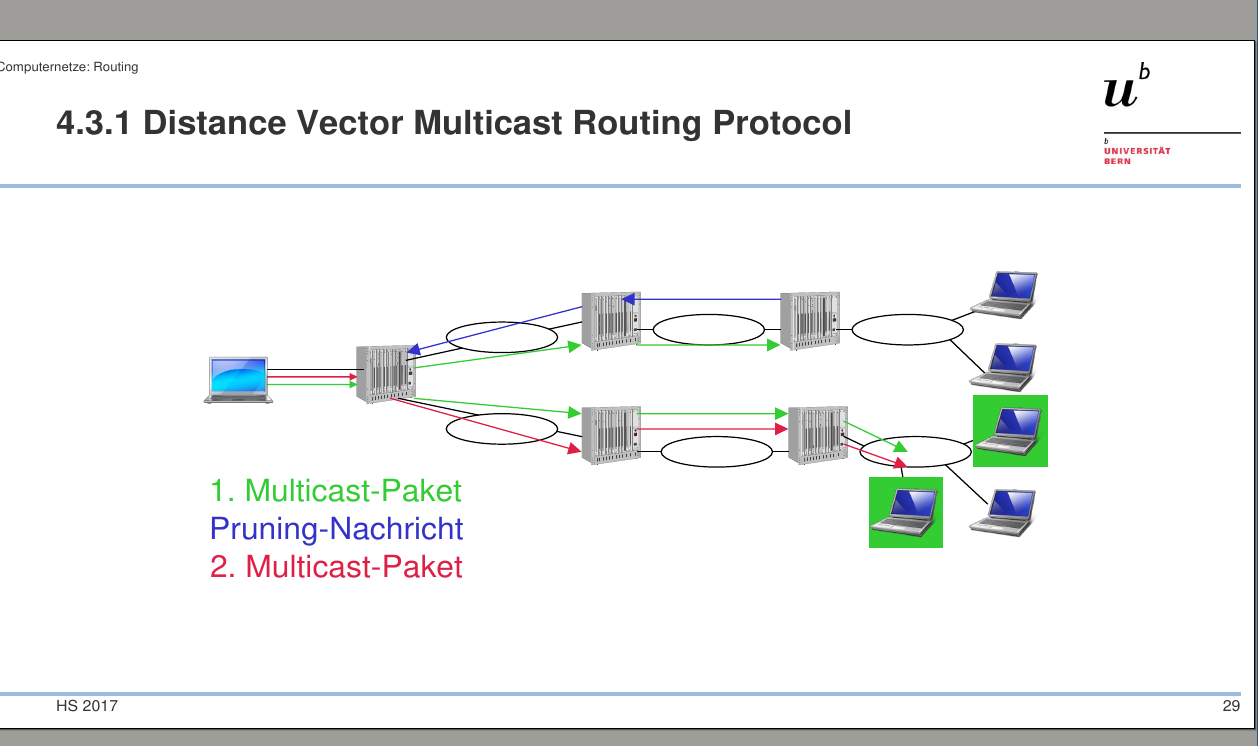 Computernetze: Routing
4.3.1 Distance Vector Multicast Routing Protocol
u
b
b
UNIVERSITÄT
BERN
1. Multicast-Paket
Pruning-Nachricht
2. Multicast-Paket
HS 2017
29